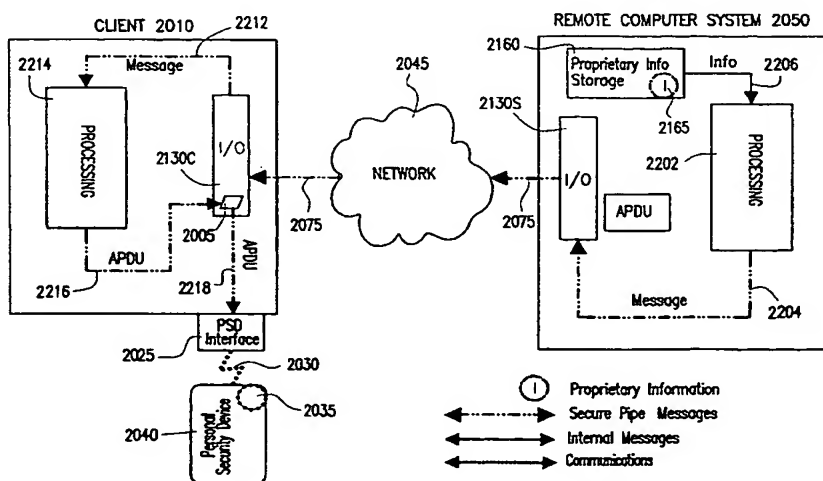 CLIENT 2010
2212
REMOTE COMPUTER SYSTEM 2050
2214
Message
PROCESSING
I/O
2130C
2005
APDU
2216
APDU
2218
PSD
Interface
2025
2030
2035
2040
Personal
Security Device
2045
NETWORK
2075
2075
2160
Proprietary Info
Storage
I
2165
Info
2206
2130S
I/O
2202
PROCESSING
APDU
Message
2204
I Proprietary Information
Secure Pipe Messages
Internal Messages
Communications